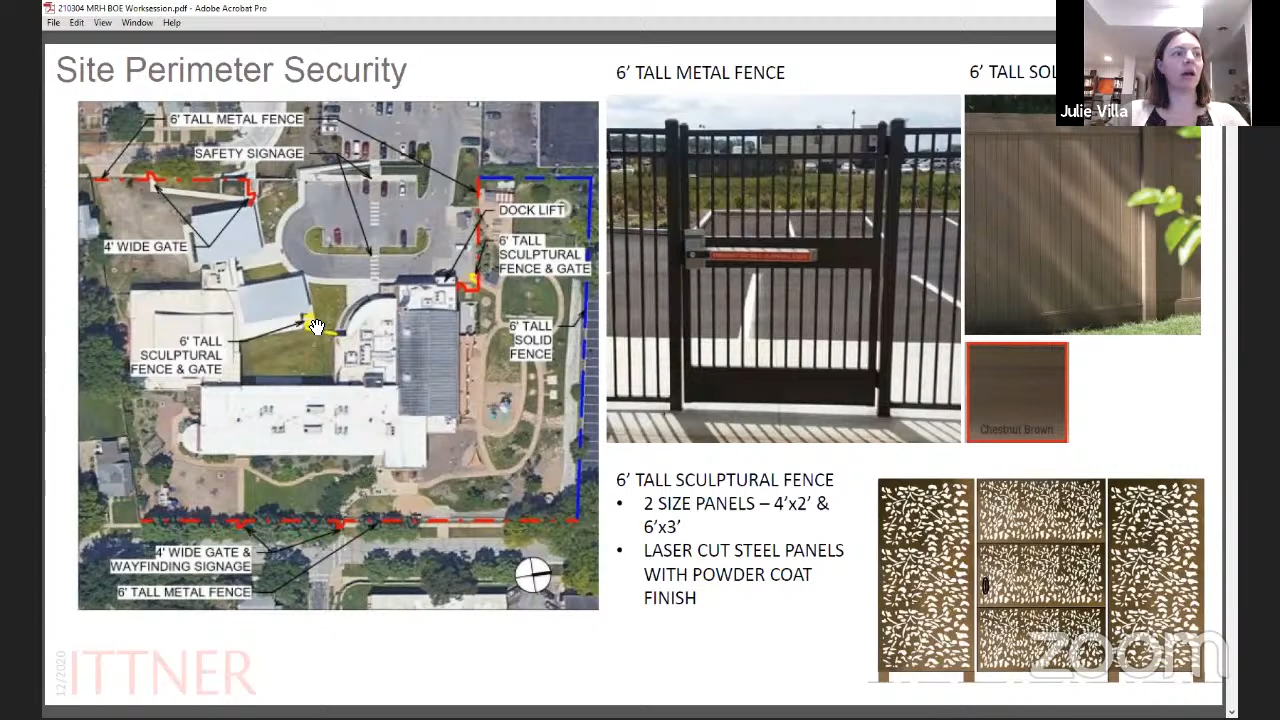 210304 MRH BOE Worksession.pdf - Adobe Acrobat Pro
File Edit View Window Help
Site Perimeter Security
6' TALL METAL FENCE
SAFETY SIGNAGE
DOCK LIFT
4' WIDE GATE
6' TALL
SCULPTURAL
FENCE & GATE
6' TALL
SOLID
FENCE
6' TALL
SCULPTURAL
FENCE & GATE
4' WIDE GATE &
WAYFINDING SIGNAGE
6' TALL METAL FENCE
12/2020
ITTNER
6' TALL METAL FENCE
6' TALL SCULPTURAL FENCE
• 2 SIZE PANELS – 4'x2' &
6'x3'
• LASER CUT STEEL PANELS
WITH POWDER COAT
FINISH
6' TALL SOL
Julie Villa
Chestnut Brown
zoom